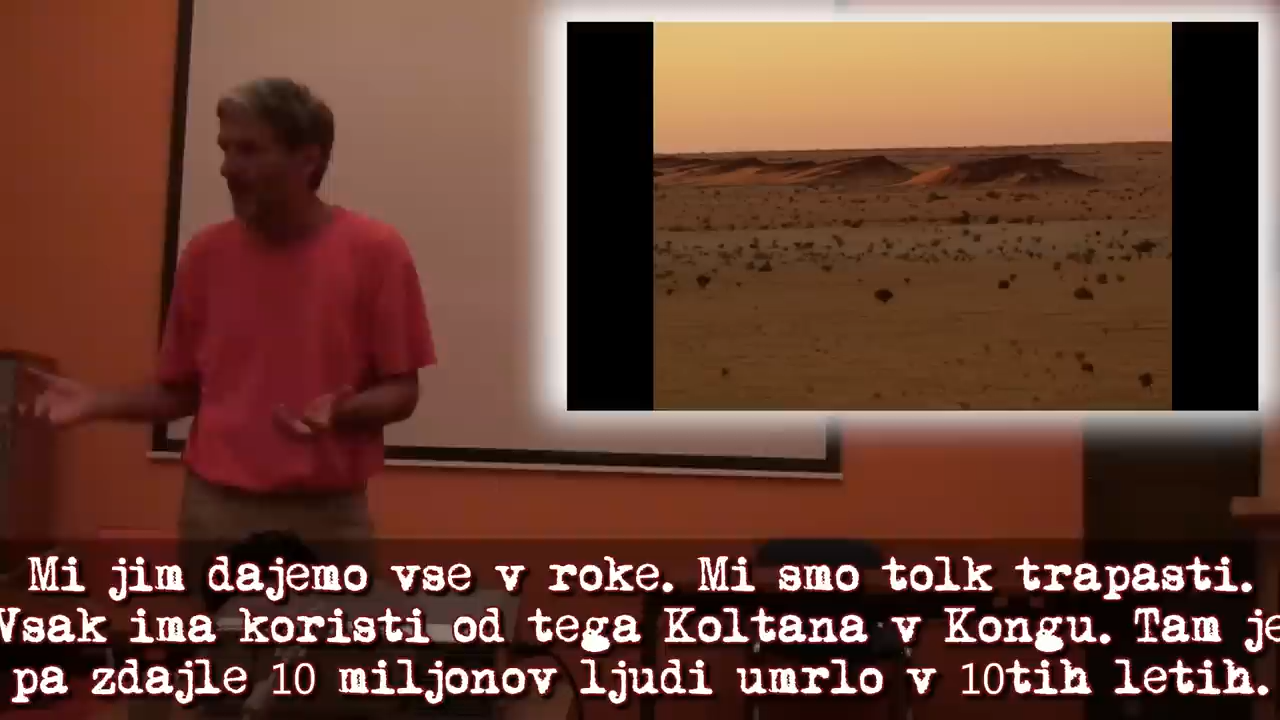 Mi jim dajemo vse v roke. Mi smo tolk trapasti.
Vsak ima koristi od tega Koltana v Kongu. Tam je
pa zdajle 10 miljonov ljudi umrlo v 10tih letih.